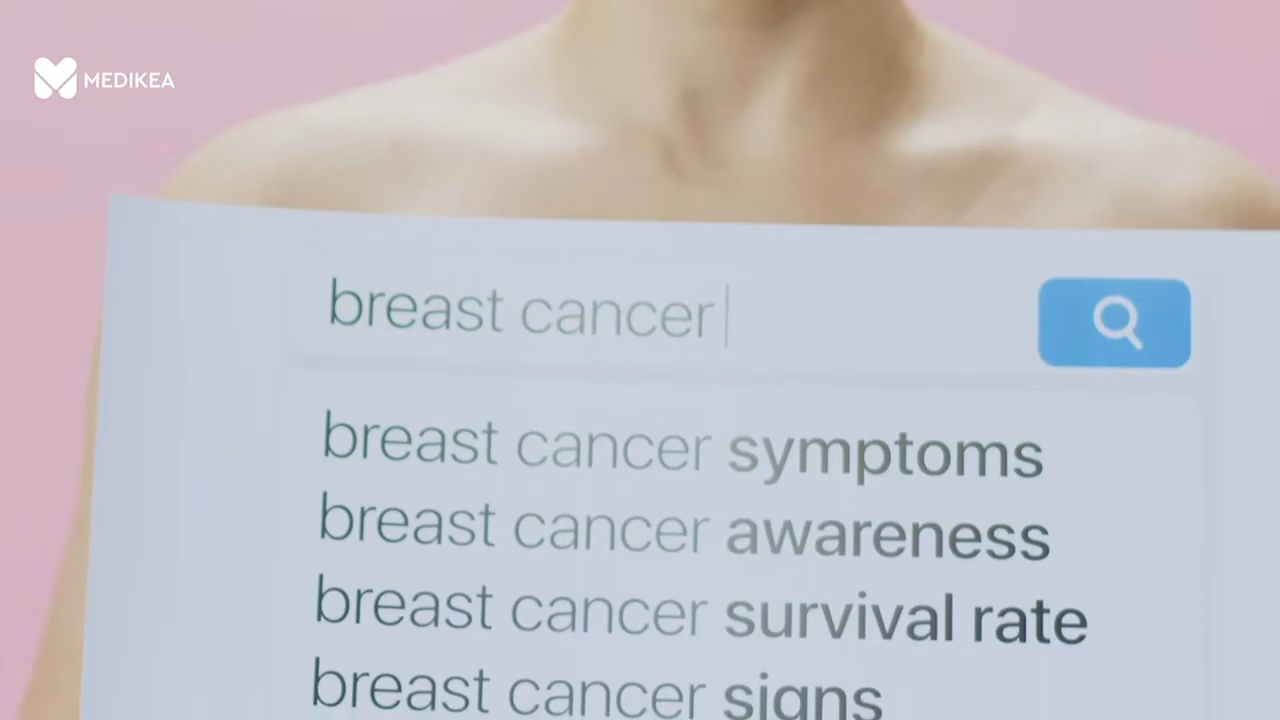 MEDIKEA
breast cancer
breast cancer symptoms
breast cancer awareness
breast cancer survival rate
breast cancer signs